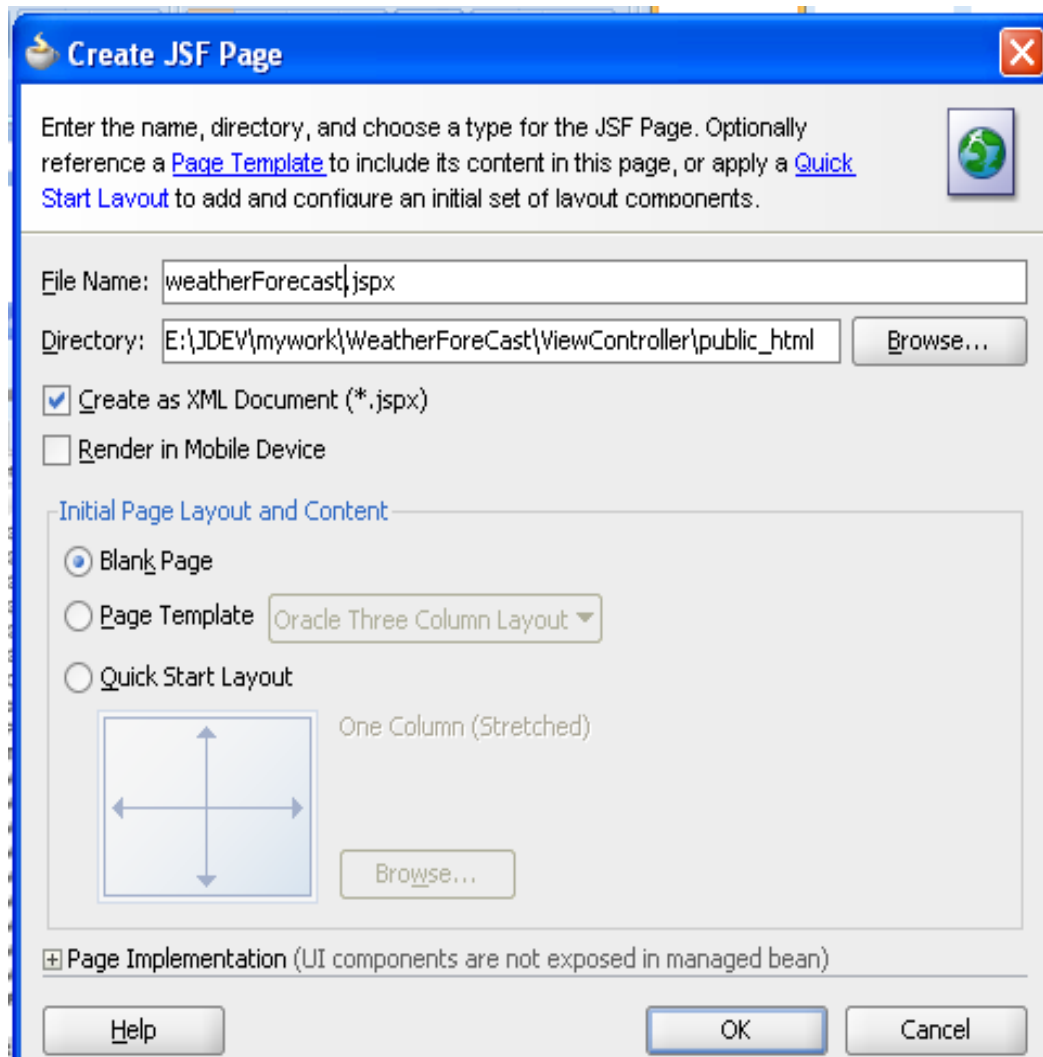 Create JSF Page
Enter the name, directory, and choose a type for the JSF Page. Optionally
reference a Page Template to include its content in this page, or apply a Quick
Start Layout to add and configure an initial set of layout components.
File Name: weatherForecast.jspx
Directory: E:\JDEV\mywork\WeatherForeCast\ViewController\public_html Browse...
Create as XML Document (*.jspx)
Render in Mobile Device
Initial Page Layout and Content
Blank Page
Page Template Oracle Three Column Layout
Quick Start Layout
One Column (Stretched)
Browse...
Page Implementation (UI components are not exposed in managed bean)
Help OK Cancel